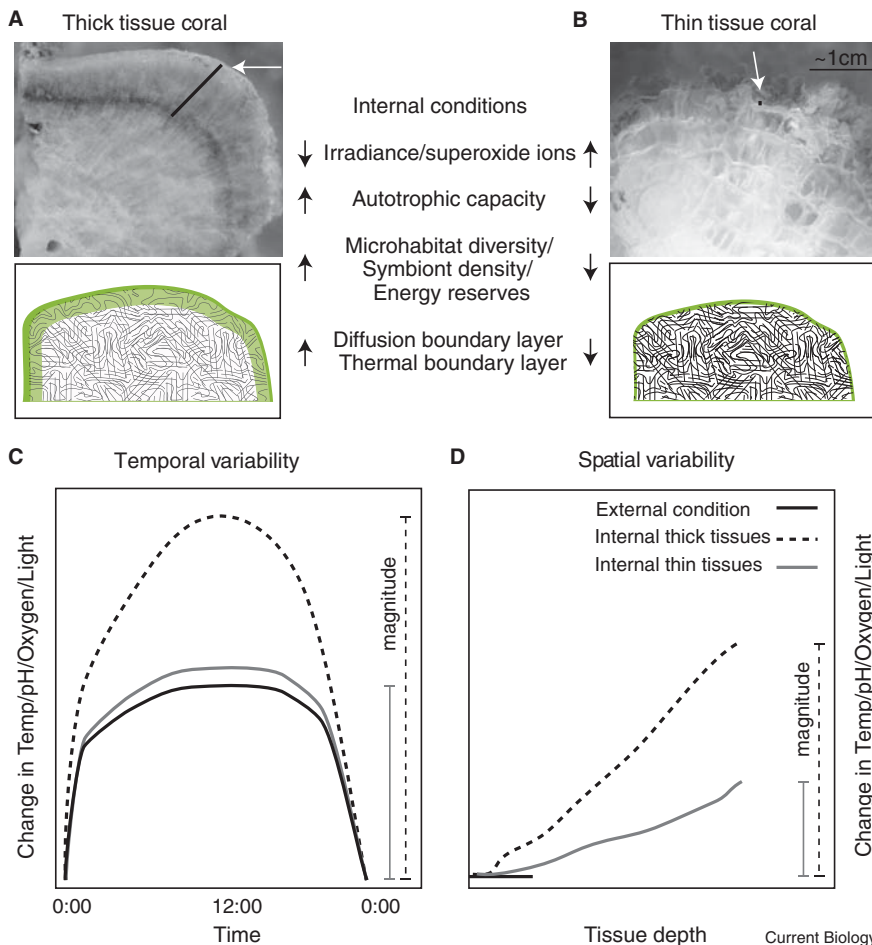 A
Thick tissue coral
B
Thin tissue coral
~1cm
Internal conditions
Irradiance/superoxide ions
Autotrophic capacity
Microhabitat diversity/
Symbiont density/
Energy reserves
Diffusion boundary layer
Thermal boundary layer
C
Temporal variability
Change in Temp/pH/Oxygen/Light
magnitude
0:00
12:00
0:00
Time
D
Spatial variability
External condition
Internal thick tissues
Internal thin tissues
magnitude
Change in Temp/pH/Oxygen/Light
Tissue depth
Current Biology